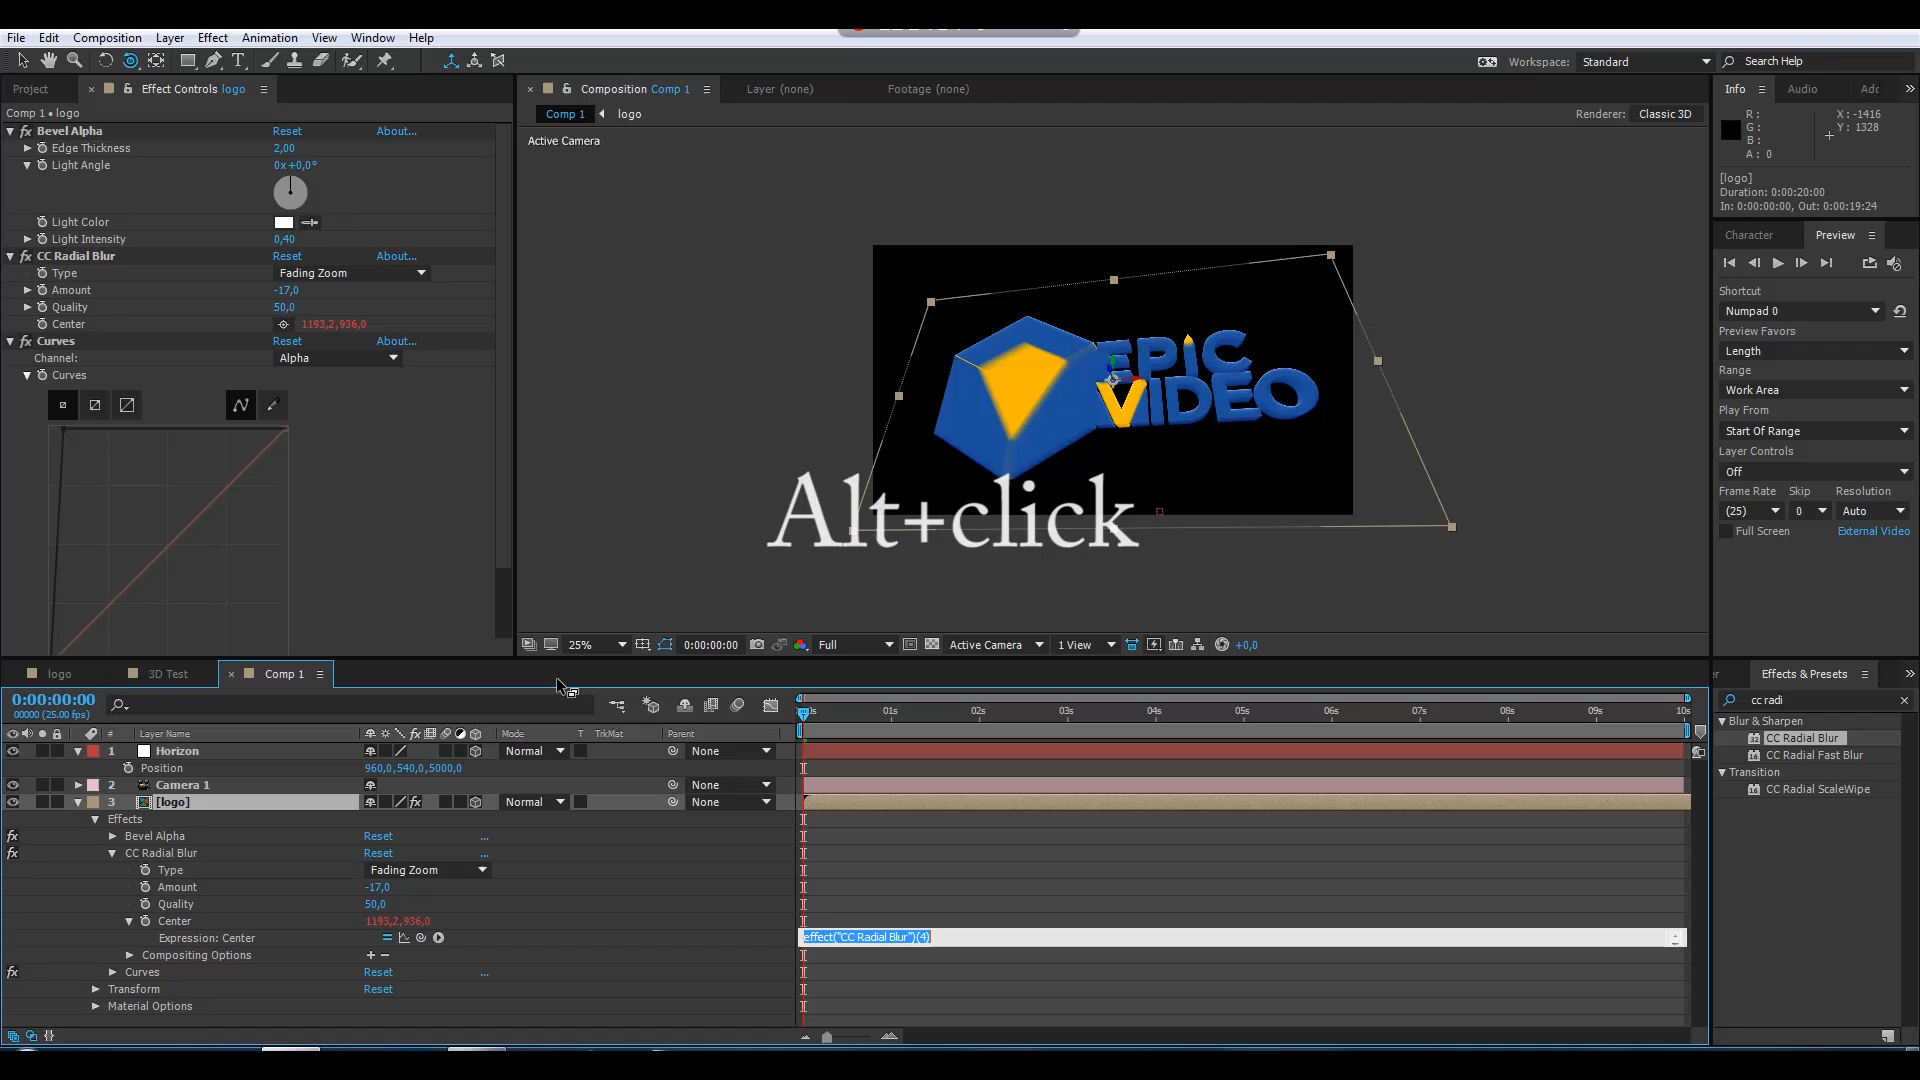 File Edit Composition Layer Effect Animation View Window Help
Workspace: Standard Search Help
Project Effect Controls logo
Comp 1 • logo
fx Bevel Alpha Reset About...
Edge Thickness 2,00
Light Angle 0x+0,0°
Light Color
Light Intensity 0,40
fx CC Radial Blur Reset About...
Type Fading Zoom
Amount -17,0
Quality 50,0
Center 1193,2,936,0
fx Curves Reset About...
Channel: Alpha
Curves
Composition Comp 1 Layer (none) Footage (none)
Comp 1 logo Renderer: Classic 3D
Active Camera
EPIC
VIDEO
Alt+click
25% 0:00:00:00 Full Active Camera 1 View +0,0
Info Audio
R: X: -1416
G: Y: 1328
B:
A: 0
[logo]
Duration: 0:00:20:00
In: 0:00:00:00, Out: 0:00:19:24
Character Preview
Shortcut
Numpad 0
Preview Favors
Length
Range
Work Area
Play From
Start Of Range
Layer Controls
Off
Frame Rate Skip Resolution
(25) 0 Auto
Full Screen External Video
logo 3D Test Comp 1
0:00:00:00
00000 (25.00 fps)
01s 02s 03s 04s 05s 06s 07s 08s 09s 10s
# Layer Name Mode T TrkMat Parent
1 Horizon Normal None
Position 960,0,540,0,5000,0
2 Camera 1 None
3 [logo] fx Normal None
Effects
fx Bevel Alpha Reset ...
fx CC Radial Blur Reset ...
Type Fading Zoom
Amount -17,0
Quality 50,0
Center 1193,2,936,0
Expression: Center effect("CC Radial Blur")(4)
Compositing Options + −
fx Curves Reset ...
Transform Reset
Material Options
Effects & Presets
cc radi
Blur & Sharpen
CC Radial Blur
CC Radial Fast Blur
Transition
CC Radial ScaleWipe